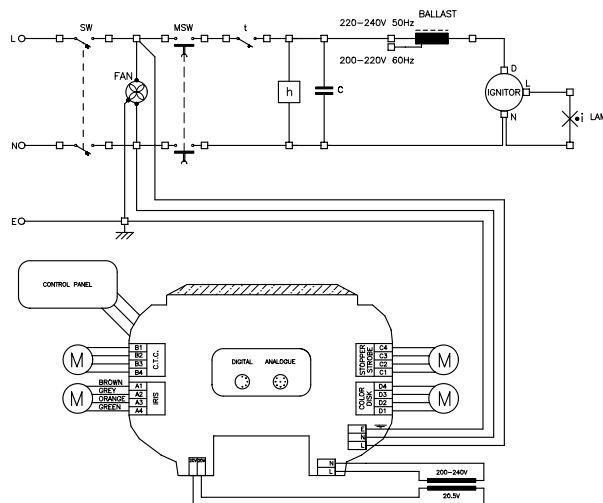 SW
MSW
t
220-240V 50Hz
BALLAST
L
200-220V 60Hz
FAN
D
h
C
IGNITOR
L
N
i LAM
N
E
CONTROL PANEL
B1
B2
B3
B4
C.T.C.
DIGITAL
ANALOGUE
STOPPER
STROBE
C4
C3
C2
C1
M
M
BROWN
GREY
ORANGE
GREEN
A1
A2
A3
A4
IRIS
COLOR
DISK
D4
D3
D2
D1
M
M
E
N
L
N
L
200-240V
20.5V